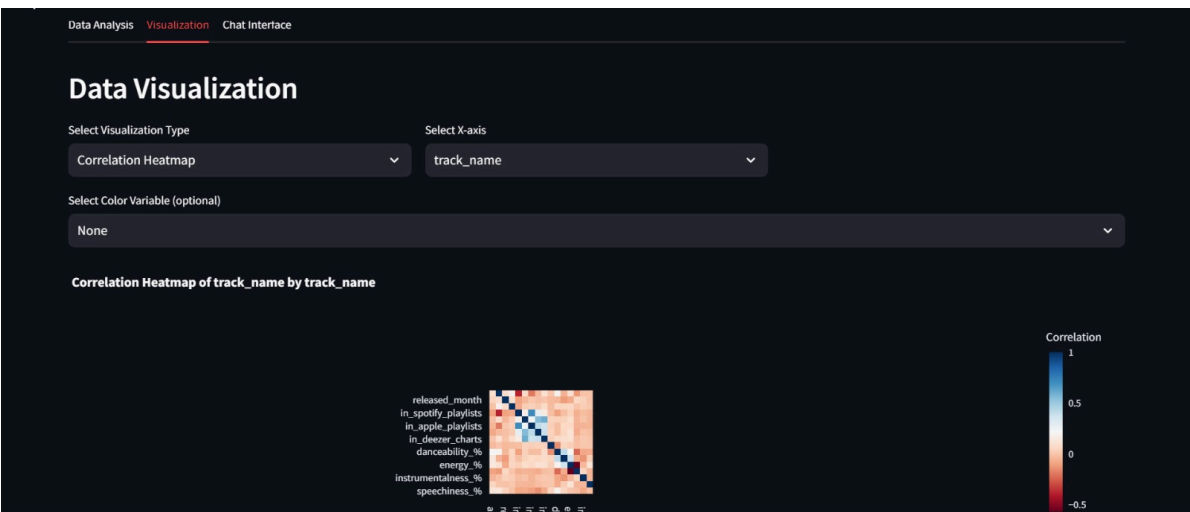 Data Analysis Visualization Chat Interface
Data Visualization
Select Visualization Type Select X-axis
Correlation Heatmap track_name
Select Color Variable (optional)
None
Correlation Heatmap of track_name by track_name
Correlation
1
0.5
0
−0.5
released_month
in_spotify_playlists
in_apple_playlists
in_deezer_charts
danceability_%
energy_%
instrumentalness_%
speechiness_%